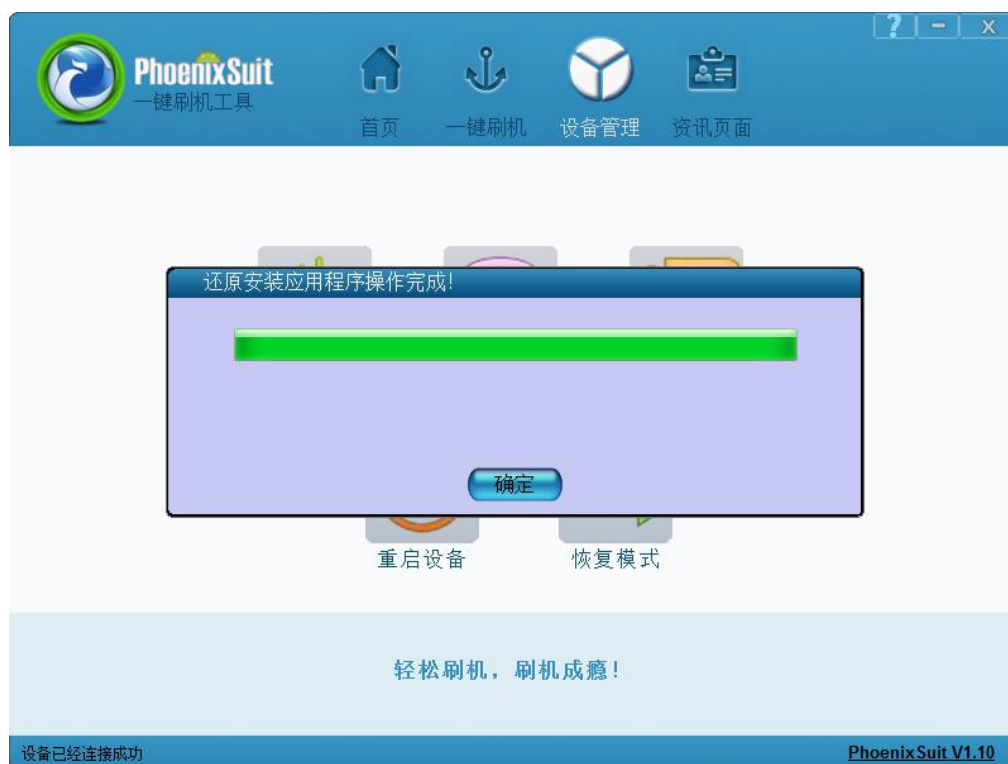 ? - X
PhoenixSuit
一键刷机工具
首页 一键刷机 设备管理 资讯页面
还原安装应用程序操作完成!
确定
重启设备 恢复模式
轻松刷机，刷机成瘾！
设备已经连接成功 PhoenixSuit V1.10